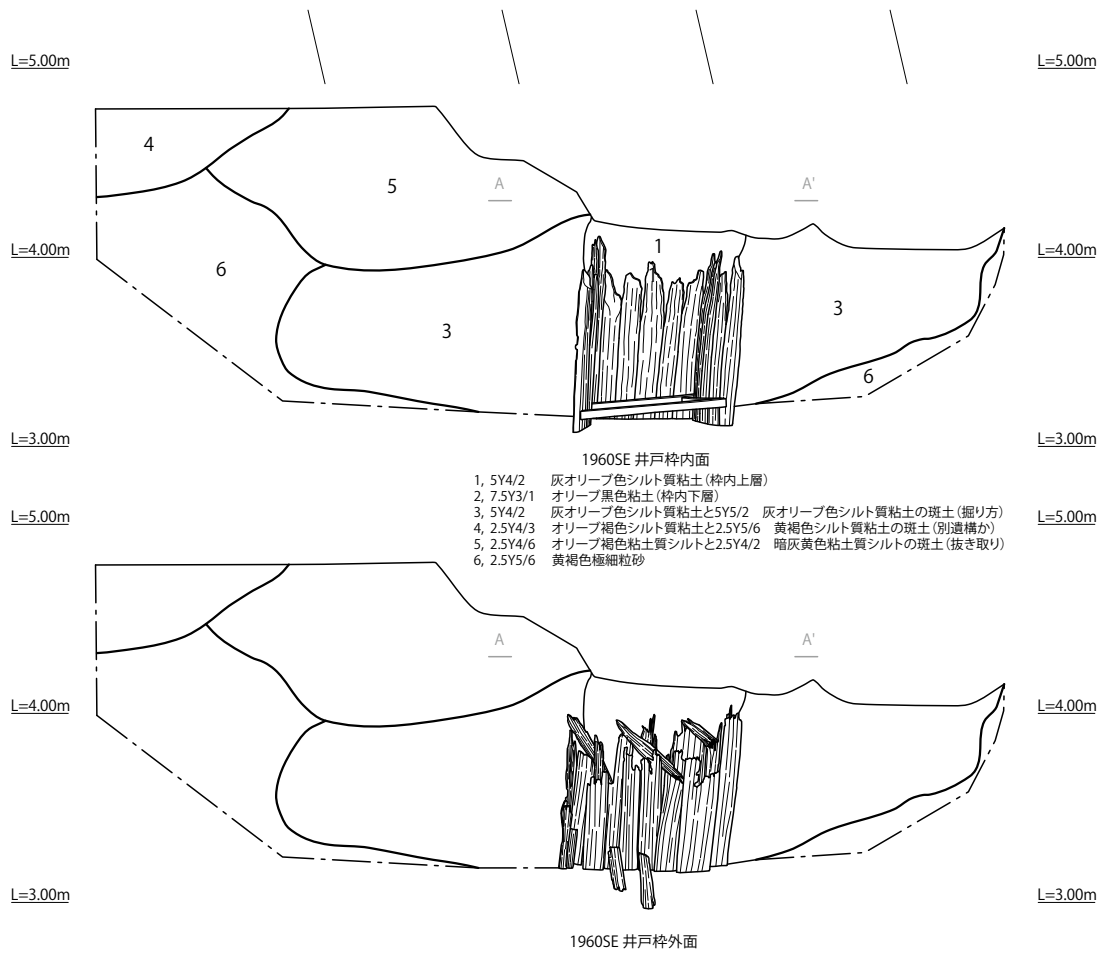 L=5.00m
L=5.00m
4
5
A
A'
L=4.00m
1
L=4.00m
6
3
3
6
L=3.00m
L=3.00m
1960SE 井戸枠内面
1, 5Y4/2 灰オリーブ色シルト質粘土(枠内上層)
2, 7.5Y3/1 オリーブ黒色粘土(枠内下層)
3, 5Y4/2 灰オリーブ色シルト質粘土と5Y5/2 灰オリーブ色シルト質粘土の斑土(掘り方)
4, 2.5Y4/3 オリーブ褐色シルト質粘土と2.5Y5/6 黄褐色シルト質粘土の斑土(別遺構か)
5, 2.5Y4/6 オリーブ褐色粘土質シルトと2.5Y4/2 暗灰黄色粘土質シルトの斑土(抜き取り)
6, 2.5Y5/6 黄褐色極細粒砂
L=5.00m
L=5.00m
A
A'
L=4.00m
L=4.00m
L=3.00m
L=3.00m
1960SE 井戸枠外面